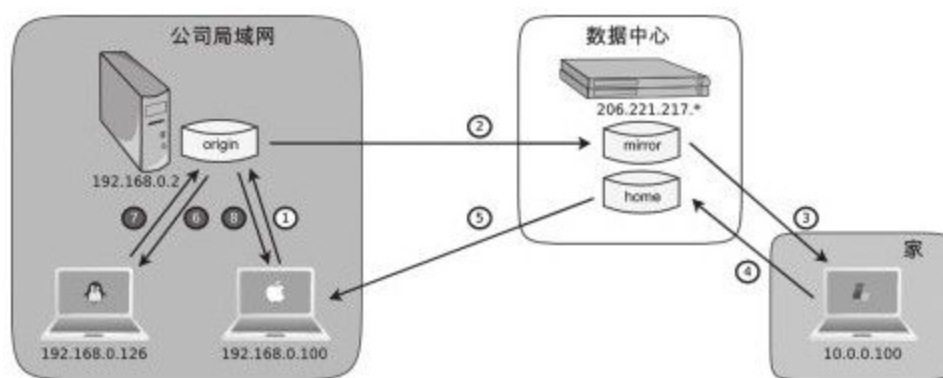 公司局域网
数据中心
206.221.217.*
②
origin
mirror
192.168.0.2
home
⑦
⑥
⑧
①
⑤
③
家
④
192.168.0.126
192.168.0.100
10.0.0.100